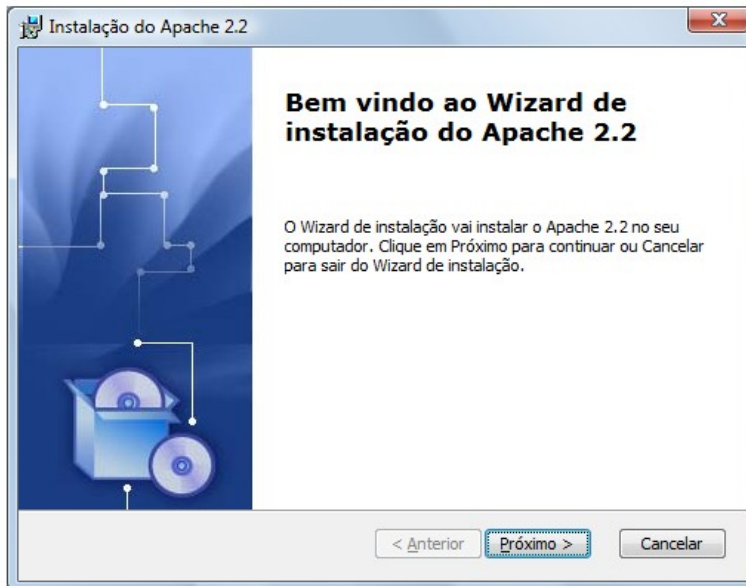 Instalação do Apache 2.2
Bem vindo ao Wizard de
instalação do Apache 2.2
O Wizard de instalação vai instalar o Apache 2.2 no seu
computador. Clique em Próximo para continuar ou Cancelar
para sair do Wizard de instalação.
< Anterior
Próximo >
Cancelar